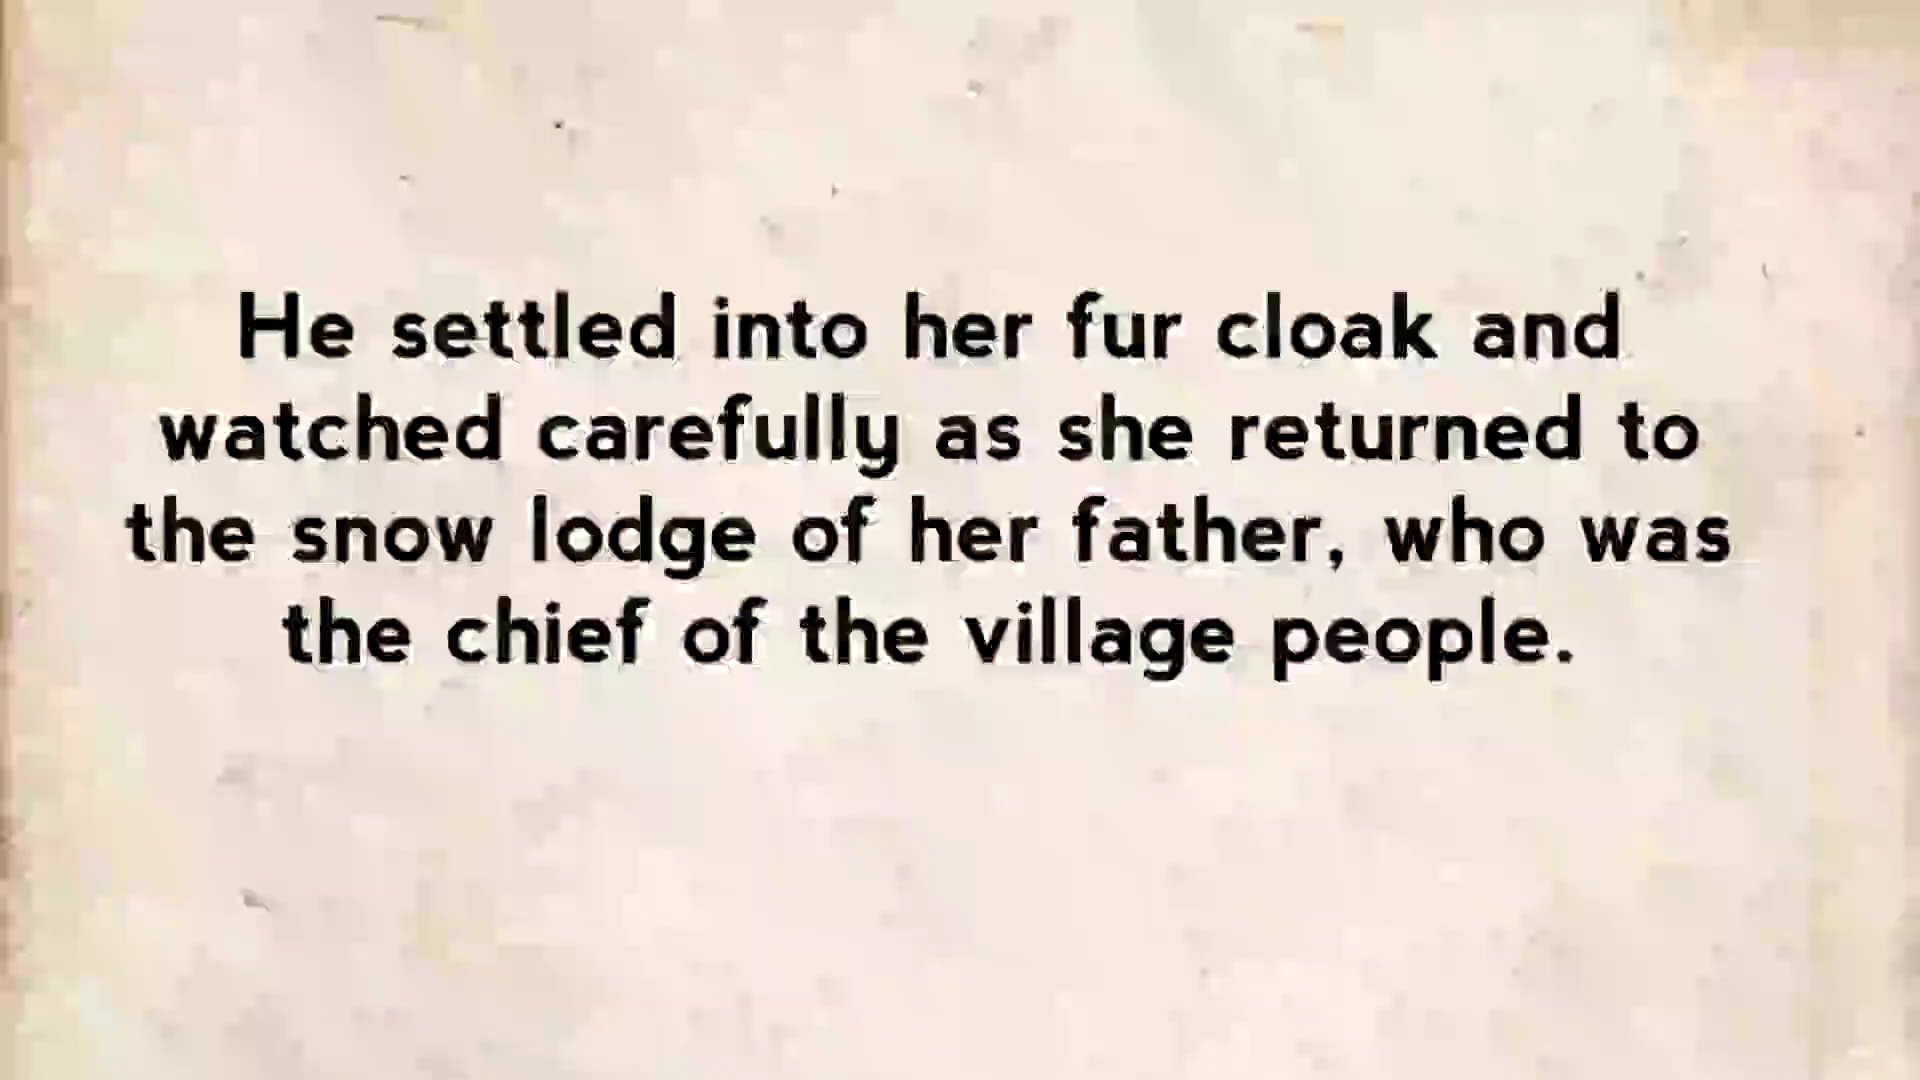 He settled into her fur cloak and
watched carefully as she returned to
the snow lodge of her father, who was
the chief of the village people.